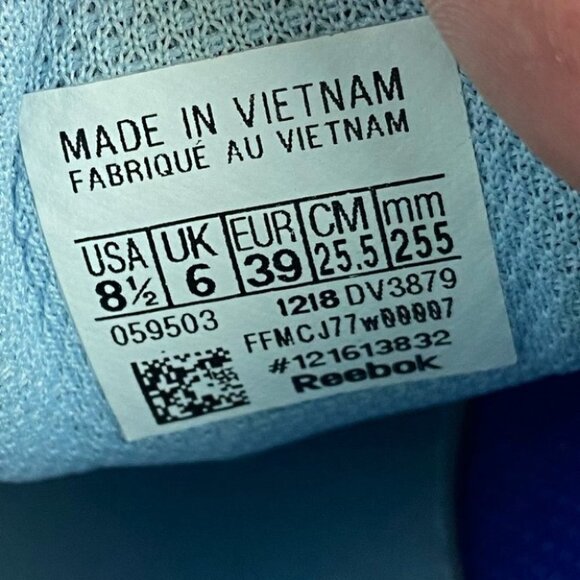 MADE IN VIETNAM
FABRIQUÉ AU VIETNAM
USA UK EUR CM mm
8½ 6 39 25.5 255
059503 1218 DV3879
FFMCJ77w00007
#121613832
Reebok